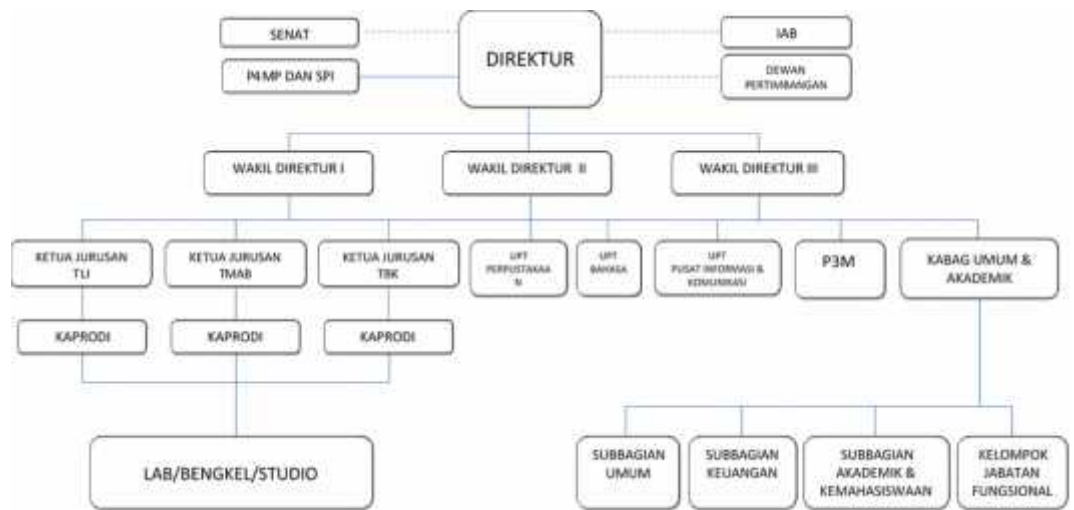 SENAT
DIREKTUR
IAB
P4MP DAN SPI
DEWAN
PERTIMBANGAN
WAKIL DIREKTUR I
WAKIL DIREKTUR II
WAKIL DIREKTUR III
KETUA JURUSAN
TLI
KETUA JURUSAN
TMAB
KETUA JURUSAN
TBK
UPT
PERPUSTAKAA
N
UPT
BAHASA
UPT
PUSAT INFORMASI &
KOMUNIKASI
P3M
KABAG UMUM &
AKADEMIK
KAPRODI
KAPRODI
KAPRODI
LAB/BENGKEL/STUDIO
SUBBAGIAN
UMUM
SUBBAGIAN
KEUANGAN
SUBBAGIAN
AKADEMIK &
KEMAHASISWAAN
KELOMPOK
JABATAN
FUNGSIONAL